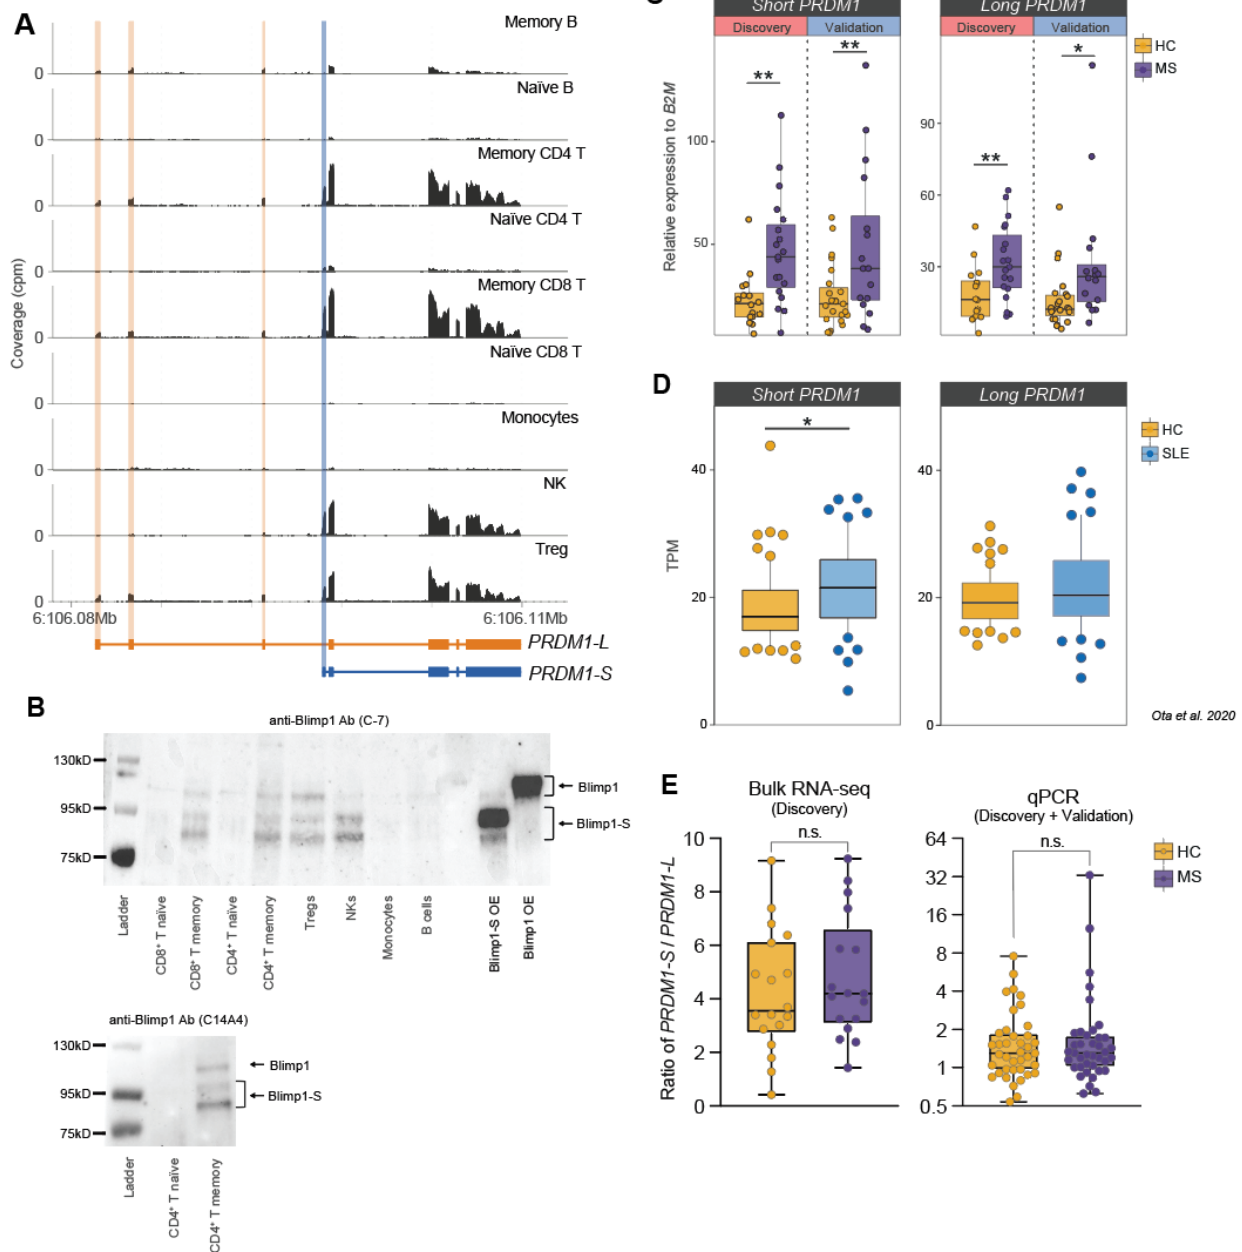 A
Memory B
0
Naïve B
0
Memory CD4 T
0
Naïve CD4 T
0
Memory CD8 T
0
Naïve CD8 T
0
Monocytes
0
NK
0
Treg
0
Coverage (cpm)
6:106.08Mb
6:106.11Mb
PRDM1-L
PRDM1-S
B
anti-Blimp1 Ab (C-7)
130kD
95kD
75kD
Blimp1
Blimp1-S
Ladder
CD8+ T naïve
CD8+ T memory
CD4+ T naïve
CD4+ T memory
Tregs
NKs
Monocytes
B cells
Blimp1-S OE
Blimp1 OE
anti-Blimp1 Ab (C14A4)
130kD
95kD
75kD
Blimp1
Blimp1-S
Ladder
CD4+ T naïve
CD4+ T memory
Short PRDM1
Long PRDM1
Discovery
Validation
Discovery
Validation
**
**
**
*
HC
MS
Relative expression to B2M
100
50
90
60
30
D
Short PRDM1
Long PRDM1
*
HC
SLE
TPM
40
20
0
40
20
0
Ota et al. 2020
E
Bulk RNA-seq
(Discovery)
n.s.
Ratio of PRDM1-S / PRDM1-L
10
8
6
4
2
0
qPCR
(Discovery + Validation)
n.s.
64
32
16
8
4
2
1
0.5
HC
MS